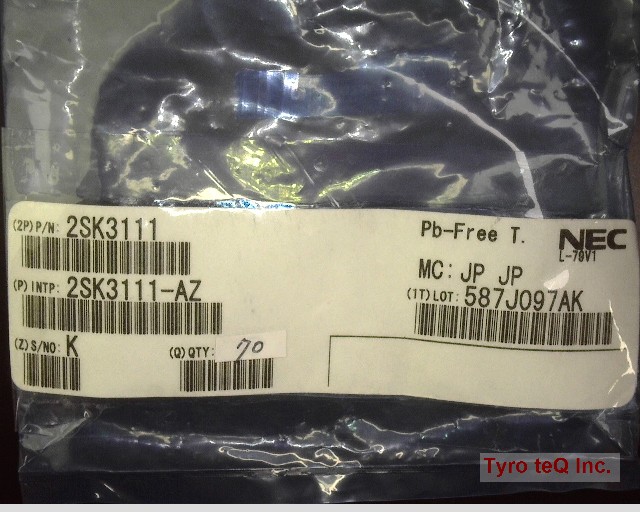 (2P)P/N: 2SK3111
Pb-Free T. NEC
L-79V1
(P) INTP: 2SK3111-AZ
MC: JP JP
(1T)LOT: 587J097AK
(Z)S/NO: K
(Q)QTY: 70
Tyro teQ Inc.